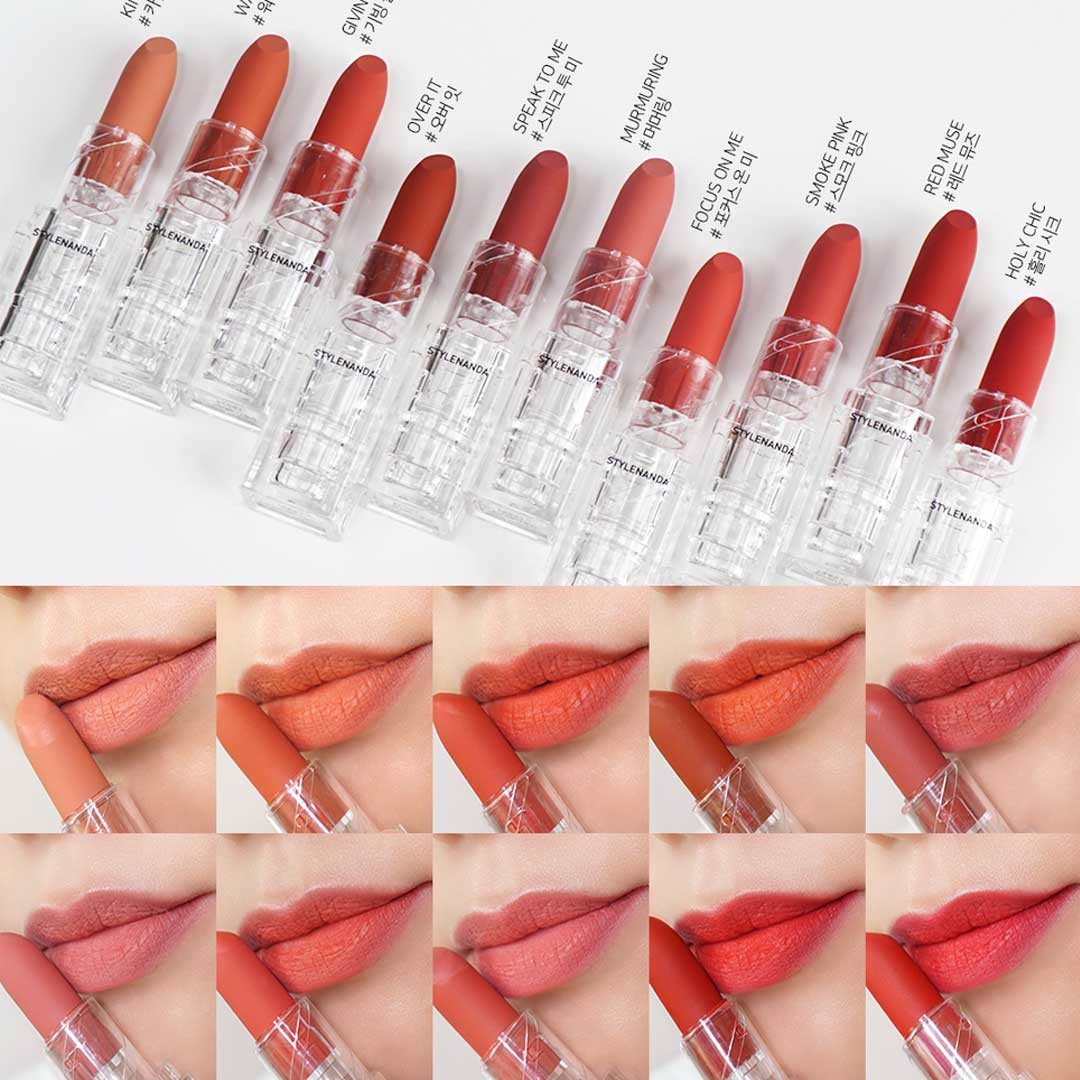 OVER IT
# 오버 잇
SPEAK TO ME
# 스피크 투 미
MURMURING
# 머머링
FOCUS ON ME
# 포커스 온 미
SMOKE PINK
# 스모크 핑크
RED MUSE
# 레드 뮤즈
HOLY CHIC
# 홀리 시크
STYLENANDA
STYLENANDA
STYLENANDA
STYLENANDA
STYLENANDA
STYLENANDA
STYLENANDA
STYLENANDA
STYLENANDA
STYLENANDA